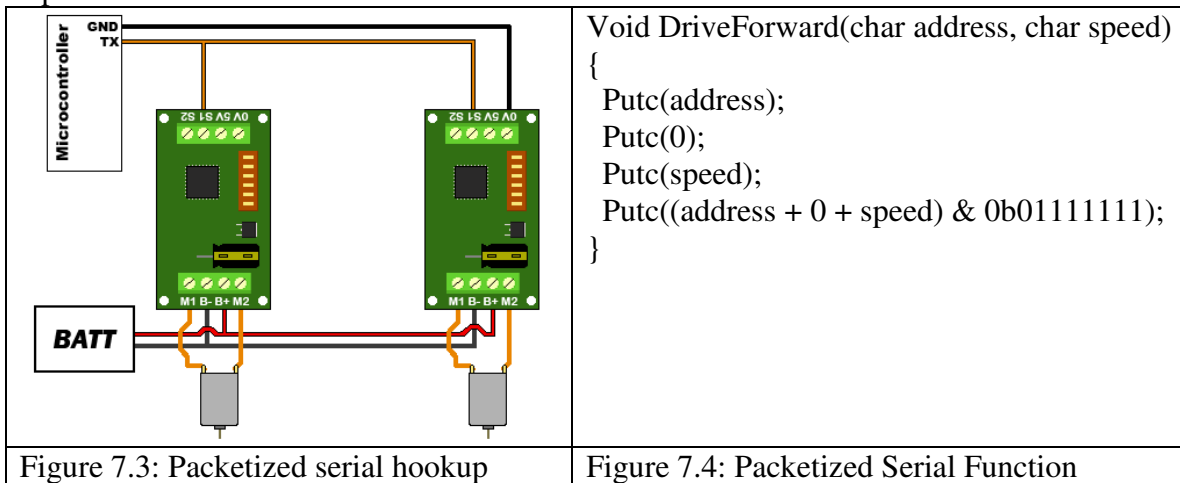 GND
TX
Microcontroller
S2 S1 5V 0V
S2 S1 5V 0V
M1 B- B+ M2
M1 B- B+ M2
BATT
Void DriveForward(char address, char speed)
{
Putc(address);
Putc(0);
Putc(speed);
Putc((address + 0 + speed) & 0b01111111);
}
Figure 7.3: Packetized serial hookup
Figure 7.4: Packetized Serial Function